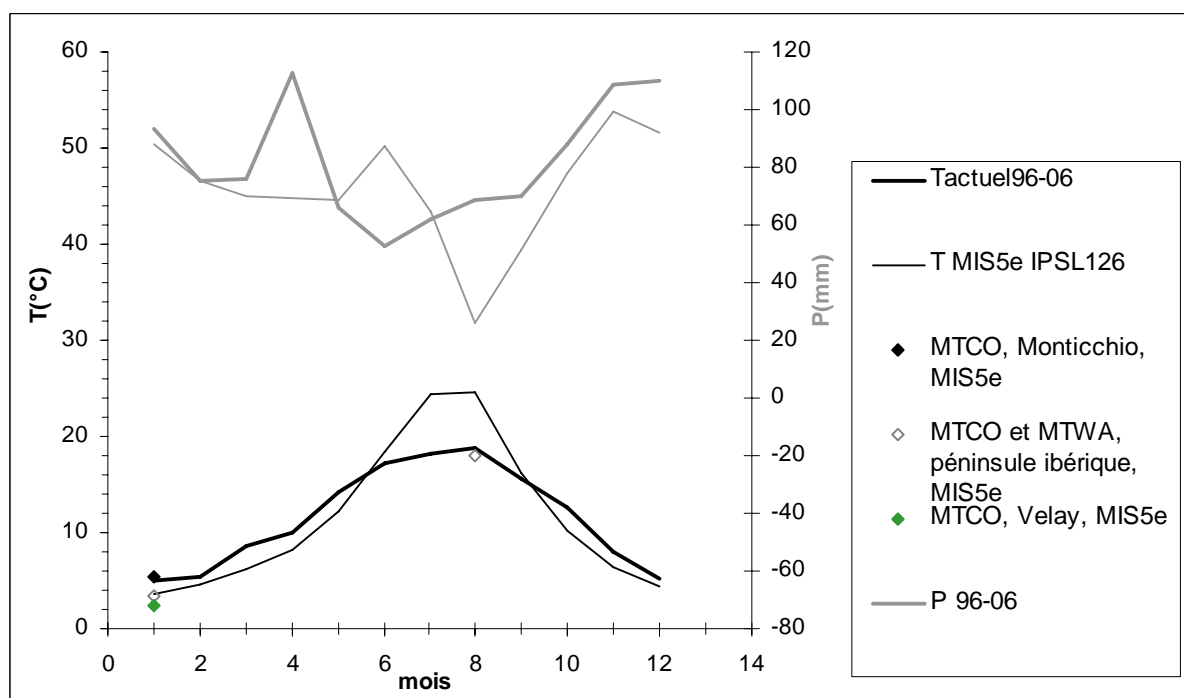 60
50
40
30
20
10
0
T(°C)
0
2
4
6
8
10
12
14
mois
120
100
80
60
40
20
0
-20
-40
-60
-80
P(mm)
Tactuel96-06
T MIS5e IPSL126
MTCO, Monticchio,
MIS5e
MTCO et MTWA,
péninsule ibérique,
MIS5e
MTCO, Velay, MIS5e
P 96-06